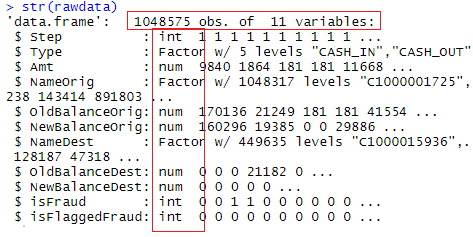 > str(rawdata)
'data.frame':   1048575 obs. of  11 variables:
 $ Step          : int  1 1 1 1 1 1 1 1 1 1 ...
 $ Type          : Factor w/ 5 levels "CASH_IN","CASH_OUT"
 $ Amt           : num  9840 1864 181 181 11668 ...
 $ NameOrig      : Factor w/ 1048317 levels "C1000001725",
238 143414 891803 ...
 $ OldBalanceOrig: num  170136 21249 181 181 41554 ...
 $ NewBalanceOrig: num  160296 19385 0 0 29886 ...
 $ NameDest      : Factor w/ 449635 levels "C1000015936",
128187 47318 ...
 $ OldBalanceDest: num  0 0 0 21182 0 ...
 $ NewBalanceDest: num  0 0 0 0 0 ...
 $ isFraud       : int  0 0 1 1 0 0 0 0 0 0 ...
 $ isFlaggedFraud: int  0 0 0 0 0 0 0 0 0 0 ...